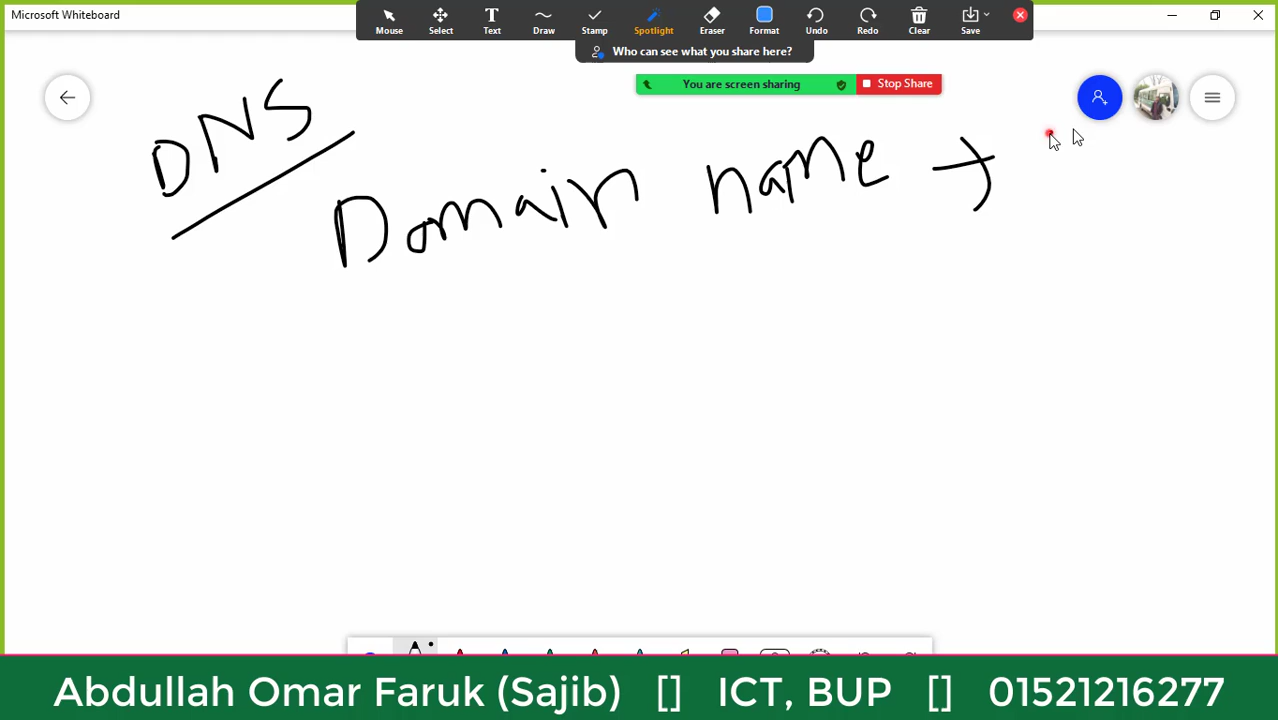 Microsoft Whiteboard
Mouse Select Text Draw Stamp Spotlight Eraser Format Undo Redo Clear Save
Who can see what you share here?
You are screen sharing Stop Share
DNS
Domain name →
Abdullah Omar Faruk (Sajib) [] ICT, BUP [] 01521216277